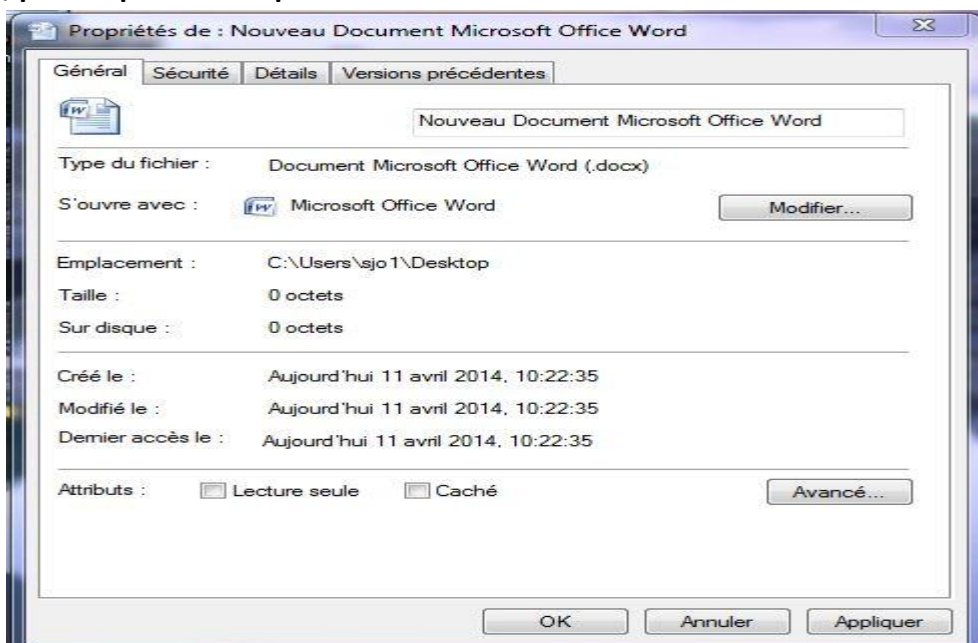 Propriétés de : Nouveau Document Microsoft Office Word
Général Sécurité Détails Versions précédentes
Nouveau Document Microsoft Office Word
Type du fichier : Document Microsoft Office Word (.docx)
S'ouvre avec : Microsoft Office Word Modifier...
Emplacement : C:\Users\sjo1\Desktop
Taille : 0 octets
Sur disque : 0 octets
Créé le : Aujourd'hui 11 avril 2014, 10:22:35
Modifié le : Aujourd'hui 11 avril 2014, 10:22:35
Dernier accès le : Aujourd'hui 11 avril 2014, 10:22:35
Attributs : Lecture seule Caché Avancé...
OK Annuler Appliquer